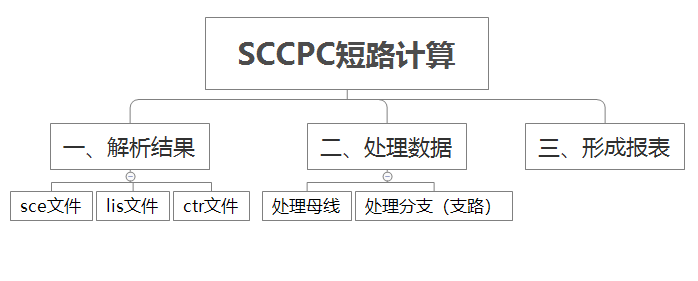 SCCPC短路计算
一、解析结果
二、处理数据
三、形成报表
sce文件
lis文件
ctr文件
处理母线
处理分支（支路）